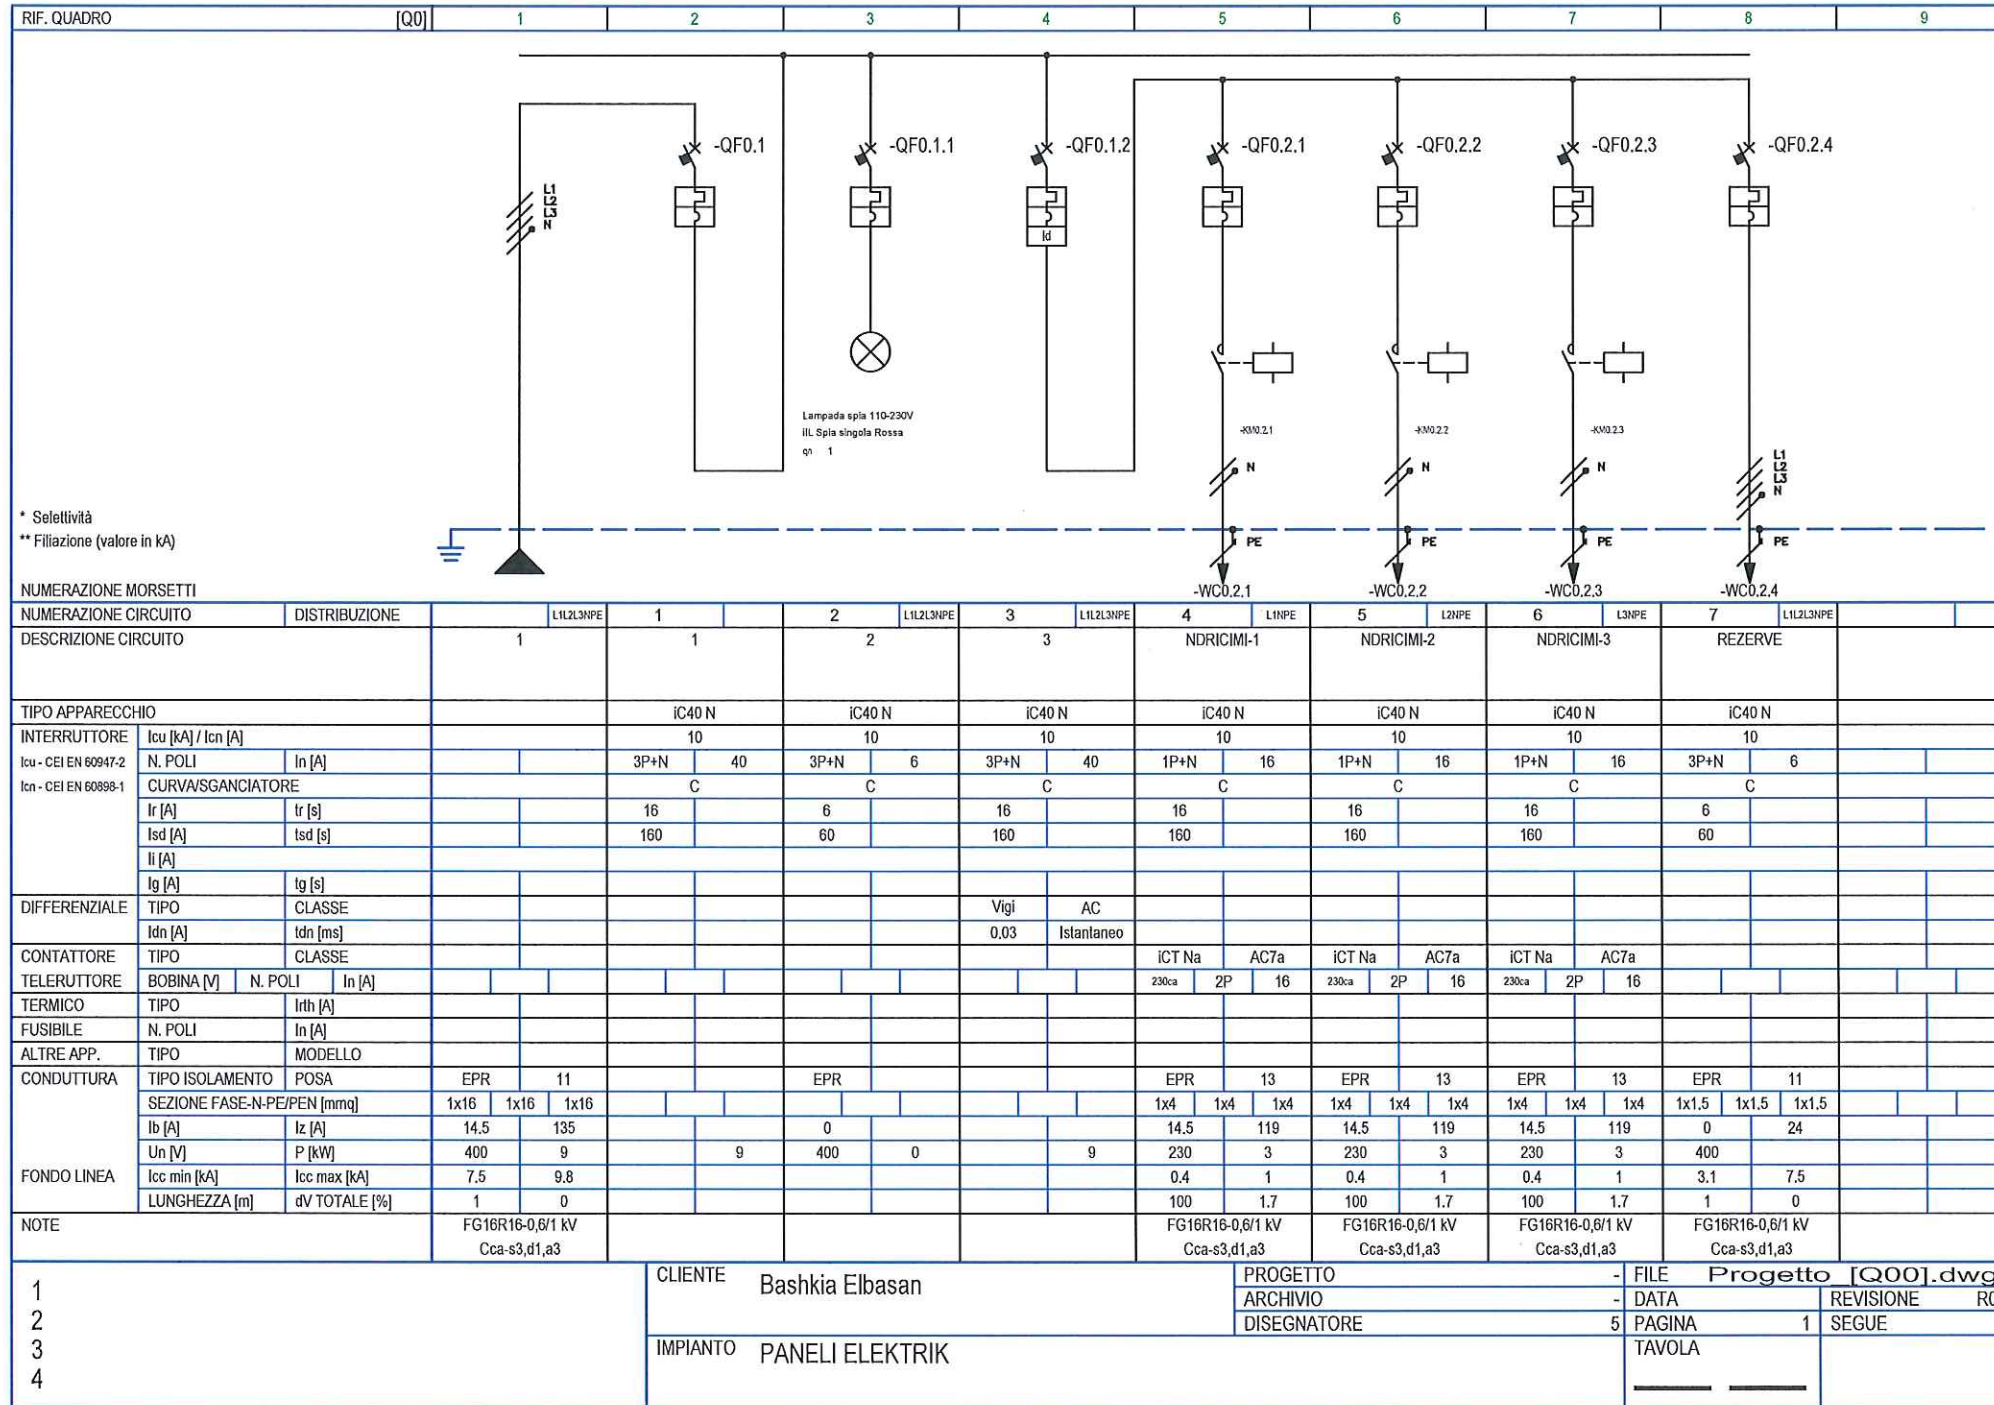 RIF. QUADRO [Q0] 1 2 3 4 5 6 7 8 9
-QF0.1 -QF0.1.1 -QF0.1.2 -QF0.2.1 -QF0.2.2 -QF0.2.3 -QF0.2.4
L1
L2
L3
N
Id
Lampada spia 110-230V
iIL Spia singola Rossa
qn 1
-KM0.2.1 -KM0.2.2 -KM0.2.3
N N N
L1
L2
L3
N
* Selettività
** Filiazione (valore in kA)
PE PE PE PE
NUMERAZIONE MORSETTI -WC0.2.1 -WC0.2.2 -WC0.2.3 -WC0.2.4
NUMERAZIONE CIRCUITO DISTRIBUZIONE L1L2L3NPE 1 2 L1L2L3NPE 3 L1L2L3NPE 4 L1NPE 5 L2NPE 6 L3NPE 7 L1L2L3NPE
DESCRIZIONE CIRCUITO 1 1 2 3 NDRICIMI-1 NDRICIMI-2 NDRICIMI-3 REZERVE
TIPO APPARECCHIO iC40 N iC40 N iC40 N iC40 N iC40 N iC40 N iC40 N
INTERRUTTORE Icu [kA] / Icn [A] 10 10 10 10 10 10 10
Icu - CEI EN 60947-2 N. POLI In [A] 3P+N 40 3P+N 6 3P+N 40 1P+N 16 1P+N 16 1P+N 16 3P+N 6
Icn - CEI EN 60898-1 CURVA/SGANCIATORE C C C C C C C
Ir [A] tr [s] 16 6 16 16 16 16 6
Isd [A] tsd [s] 160 60 160 160 160 160 60
Ii [A]
Ig [A] tg [s]
DIFFERENZIALE TIPO CLASSE Vigi AC
Idn [A] tdn [ms] 0,03 Istantaneo
CONTATTORE TIPO CLASSE iCT Na AC7a iCT Na AC7a iCT Na AC7a
TELERUTTORE BOBINA [V] N. POLI In [A] 230ca 2P 16 230ca 2P 16 230ca 2P 16
TERMICO TIPO Irth [A]
FUSIBILE N. POLI In [A]
ALTRE APP. TIPO MODELLO
CONDUTTURA TIPO ISOLAMENTO POSA EPR 11 EPR EPR 13 EPR 13 EPR 13 EPR 11
SEZIONE FASE-N-PE/PEN [mmq] 1x16 1x16 1x16 1x4 1x4 1x4 1x4 1x4 1x4 1x4 1x4 1x4 1x1,5 1x1,5 1x1,5
Ib [A] Iz [A] 14.5 135 0 14.5 119 14.5 119 14.5 119 0 24
Un [V] P [kW] 400 9 9 400 0 9 230 3 230 3 230 3 400
FONDO LINEA Icc min [kA] Icc max [kA] 7.5 9.8 0.4 1 0.4 1 0.4 1 3.1 7.5
LUNGHEZZA [m] dV TOTALE [%] 1 0 100 1.7 100 1.7 100 1.7 1 0
NOTE FG16R16-0,6/1 kV FG16R16-0,6/1 kV FG16R16-0,6/1 kV FG16R16-0,6/1 kV FG16R16-0,6/1 kV
Cca-s3,d1,a3 Cca-s3,d1,a3 Cca-s3,d1,a3 Cca-s3,d1,a3 Cca-s3,d1,a3
1
2
3
4
CLIENTE Bashkia Elbasan
IMPIANTO PANELI ELEKTRIK
PROGETTO - FILE Progetto_[Q00].dwg
ARCHIVIO - DATA REVISIONE R0
DISEGNATORE 5 PAGINA 1 SEGUE
TAVOLA